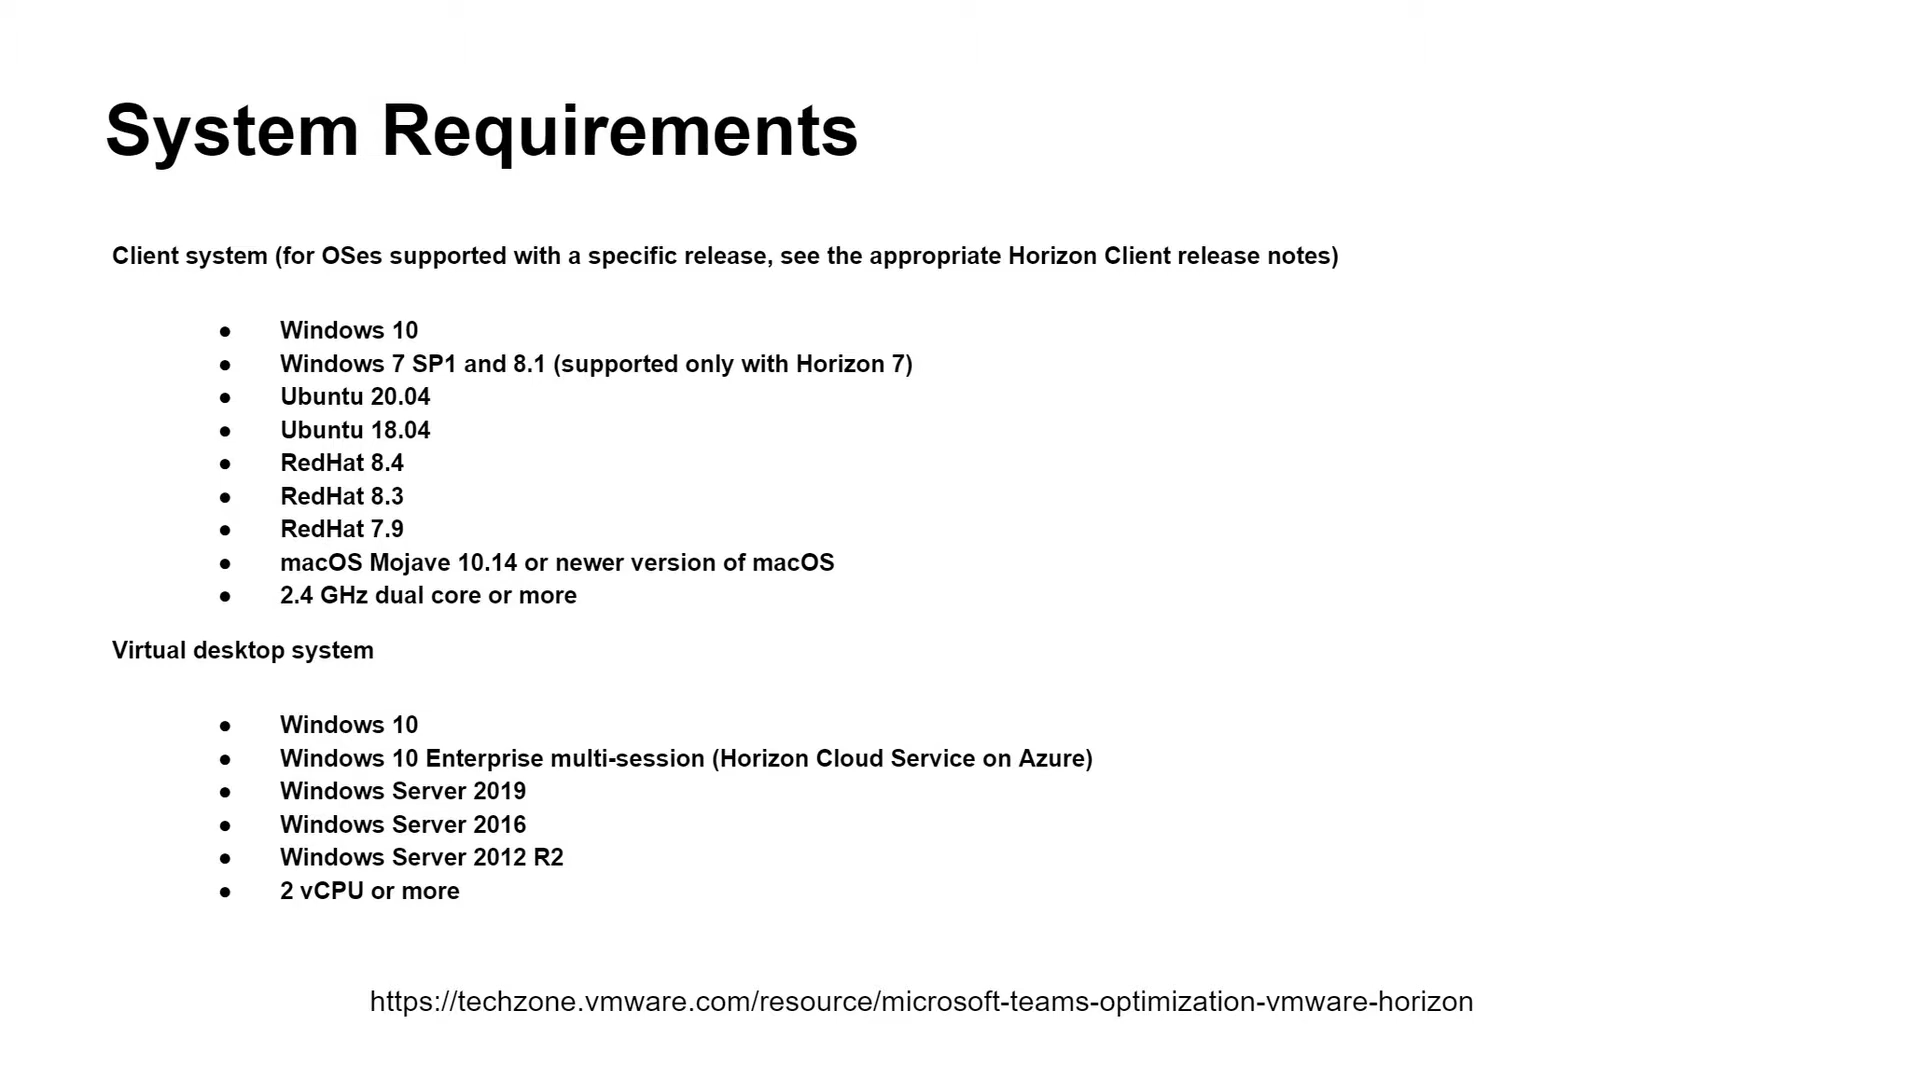 System Requirements
Client system (for OSes supported with a specific release, see the appropriate Horizon Client release notes)
● Windows 10
● Windows 7 SP1 and 8.1 (supported only with Horizon 7)
● Ubuntu 20.04
● Ubuntu 18.04
● RedHat 8.4
● RedHat 8.3
● RedHat 7.9
● macOS Mojave 10.14 or newer version of macOS
● 2.4 GHz dual core or more
Virtual desktop system
● Windows 10
● Windows 10 Enterprise multi-session (Horizon Cloud Service on Azure)
● Windows Server 2019
● Windows Server 2016
● Windows Server 2012 R2
● 2 vCPU or more
https://techzone.vmware.com/resource/microsoft-teams-optimization-vmware-horizon